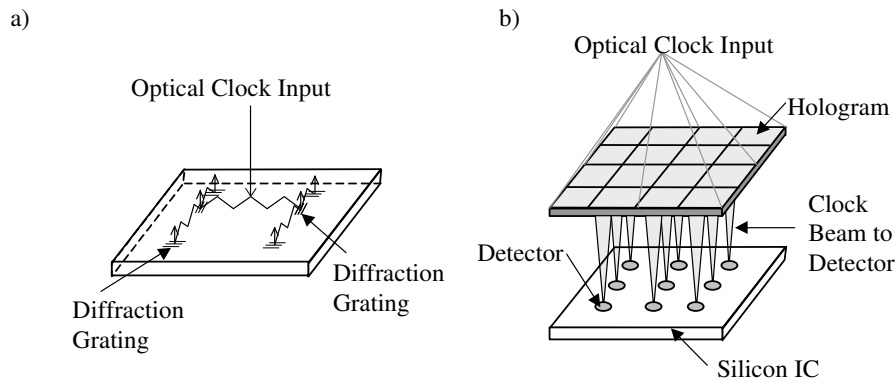 a)
Optical Clock Input
Diffraction
Grating
Diffraction
Grating
b)
Optical Clock Input
Hologram
Clock
Beam to
Detector
Detector
Silicon IC